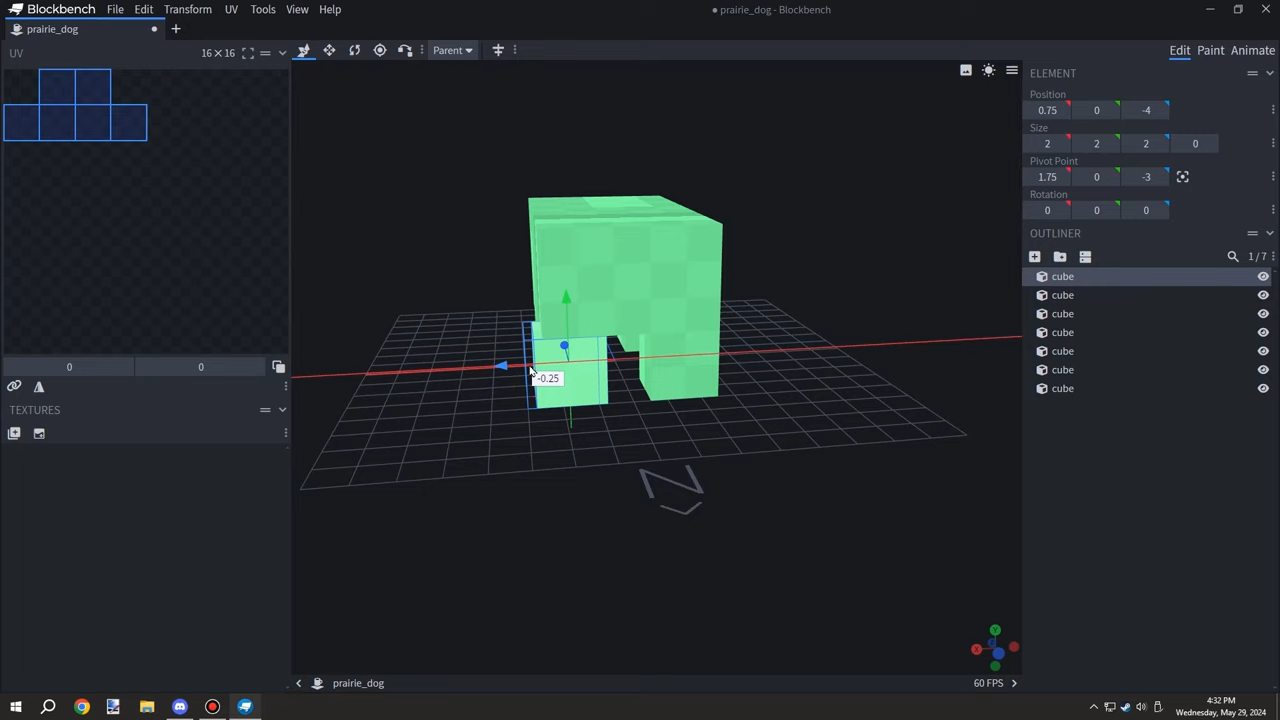 Blockbench File Edit Transform UV Tools View Help
prairie_dog - Blockbench
prairie_dog
UV 16 × 16
Parent
Edit Paint Animate
ELEMENT
Position
0.75 0 -4
Size
2 2 2 0
Pivot Point
1.75 0 -3
Rotation
0 0 0
OUTLINER
1/7
cube
cube
cube
cube
cube
cube
cube
0 0
TEXTURES
-0.25
N
Y
X
prairie_dog
60 FPS
4:32 PM
Wednesday, May 29, 2024